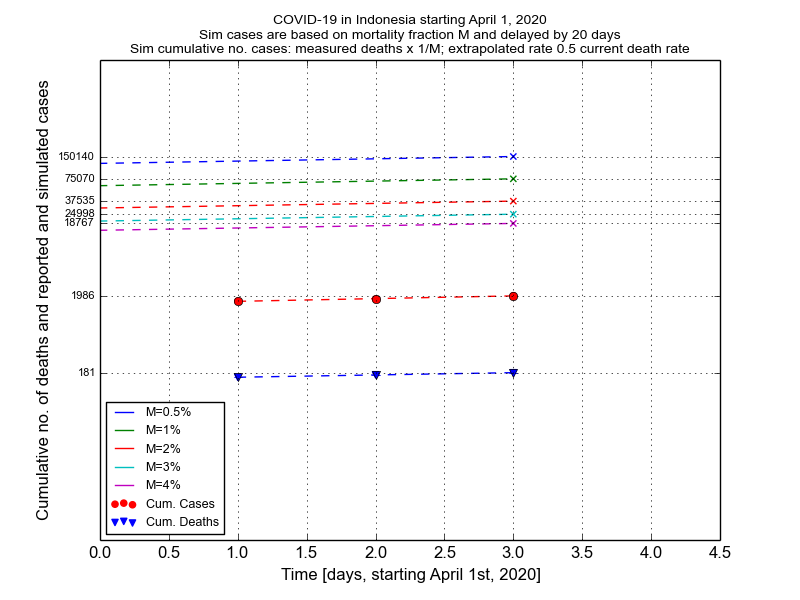 COVID-19 in Indonesia starting April 1, 2020
Sim cases are based on mortality fraction M and delayed by 20 days
Sim cumulative no. cases: measured deaths x 1/M; extrapolated rate 0.5 current death rate
Cumulative no. of deaths and reported and simulated cases
150140
75070
37535
24998
18767
1986
181
M=0.5%
M=1%
M=2%
M=3%
M=4%
Cum. Cases
Cum. Deaths
0.0 0.5 1.0 1.5 2.0 2.5 3.0 3.5 4.0 4.5
Time [days, starting April 1st, 2020]